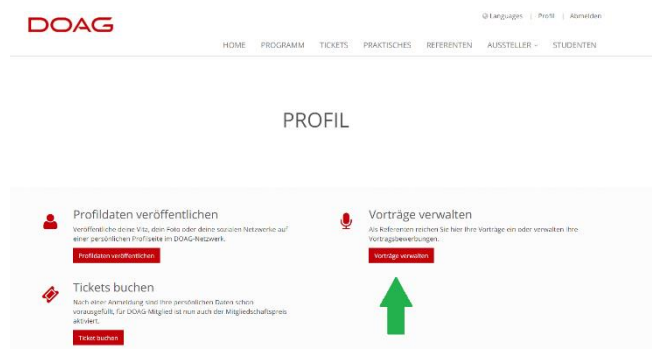 DOAG
Languages | Profil | Abmelden
HOME PROGRAMM TICKETS PRAKTISCHES REFERENTEN AUSSTELLER STUDENTEN
PROFIL
Profildaten veröffentlichen
Veröffentliche deine Vita, dein Foto oder deine sozialen Netzwerke auf
einer persönlichen Profilseite im DOAG-Netzwerk.
Profildaten veröffentlichen
Vorträge verwalten
Als Referenten reichen Sie hier Ihre Vorträge ein oder verwalten Ihre
Vortragsbewerbungen.
Vorträge verwalten
Tickets buchen
Nach einer Anmeldung sind Ihre persönlichen Daten schon
vorausgefüllt, für DOAG Mitglied ist nun auch der Mitgliedschaftspreis
aktiviert.
Ticket buchen